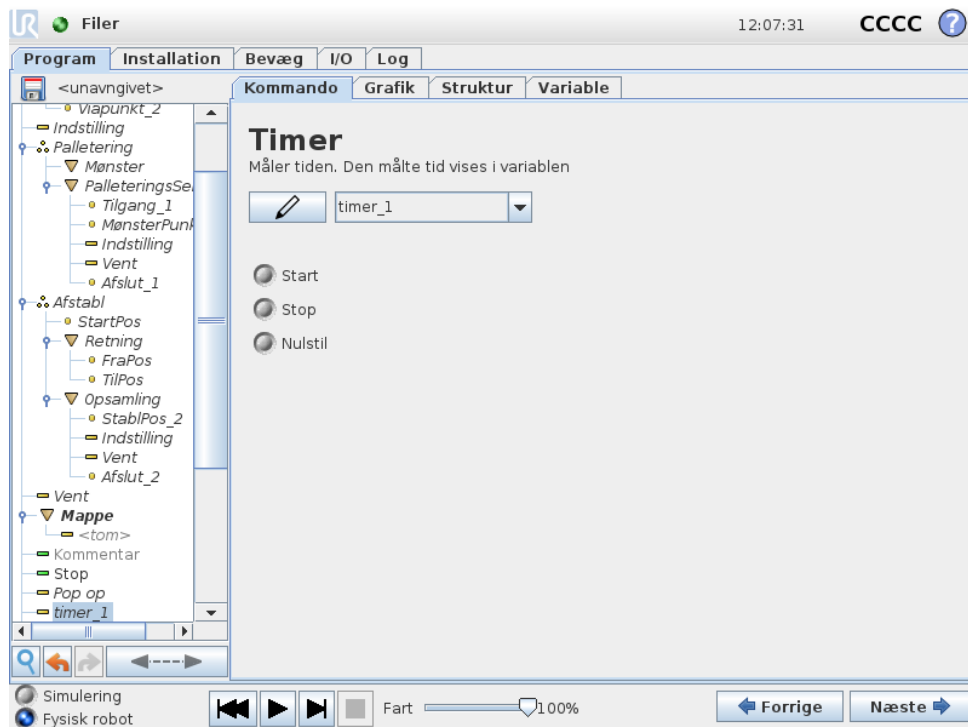 UR Filer 12:07:31 CCCC ?
Program Installation Bevæg I/O Log
<unavngivet>
Kommando Grafik Struktur Variable
Viapunkt_2
Indstilling
Palletering
Mønster
PalleteringsSe
Tilgang_1
MønsterPunk
Indstilling
Vent
Afslut_1
Afstabl
StartPos
Retning
FraPos
TilPos
Opsamling
StablPos_2
Indstilling
Vent
Afslut_2
Vent
Mappe
<tom>
Kommentar
Stop
Pop op
timer_1
Timer
Måler tiden. Den målte tid vises i variablen
timer_1
Start
Stop
Nulstil
Simulering
Fysisk robot
Fart 100%
Forrige Næste